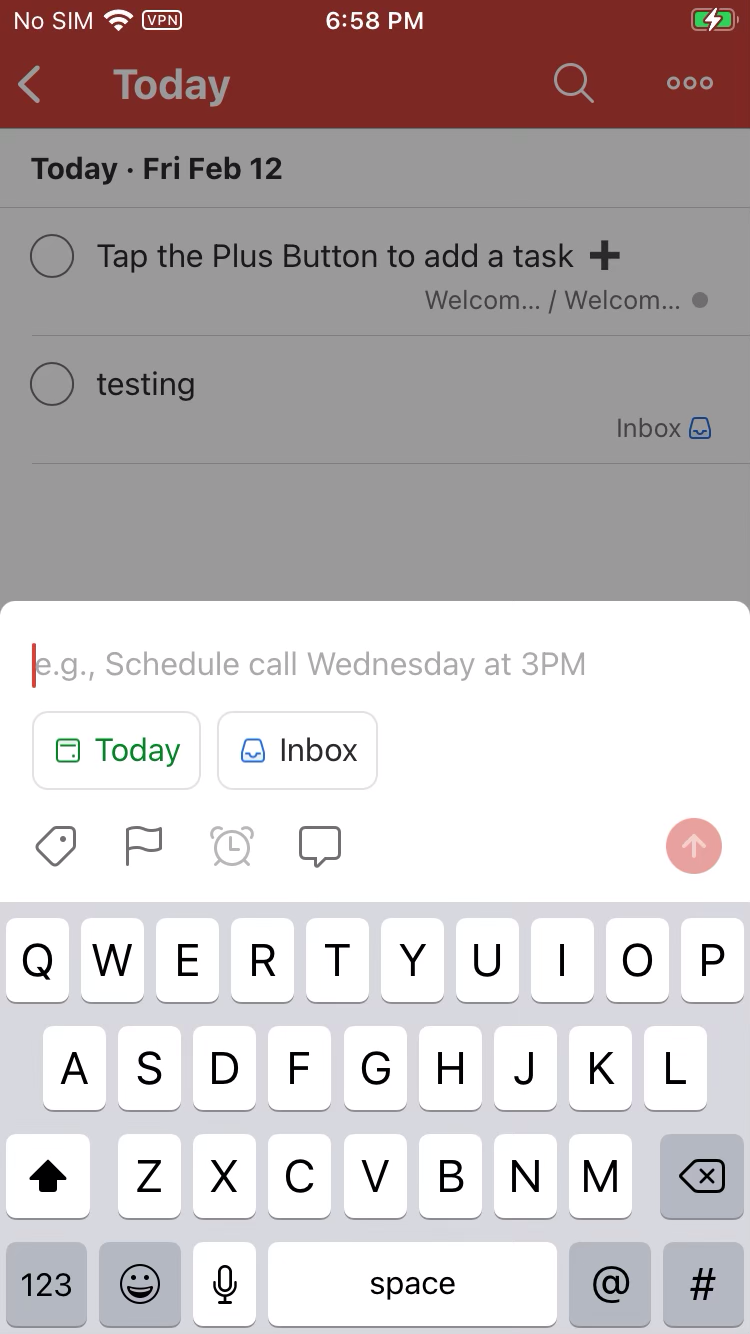 No SIM VPN 6:58 PM
Today
Today · Fri Feb 12
Tap the Plus Button to add a task ➕
Welcom... / Welcom...
testing
Inbox
e.g., Schedule call Wednesday at 3PM
Today Inbox
Q W E R T Y U I O P
A S D F G H J K L
Z X C V B N M
123 space @ #